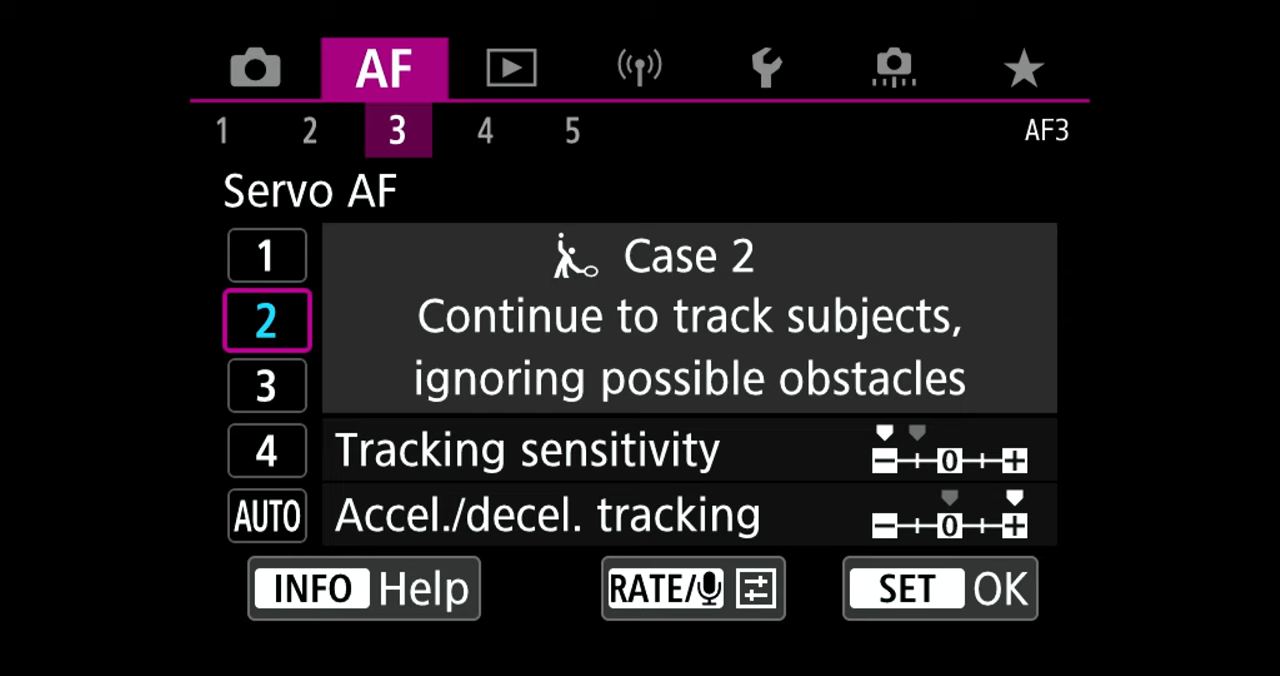 AF
1 2 3 4 5 AF3
Servo AF
1
2
3
4
AUTO
Case 2
Continue to track subjects,
ignoring possible obstacles
Tracking sensitivity − 0 +
Accel./decel. tracking − 0 +
INFO Help RATE/ SET OK